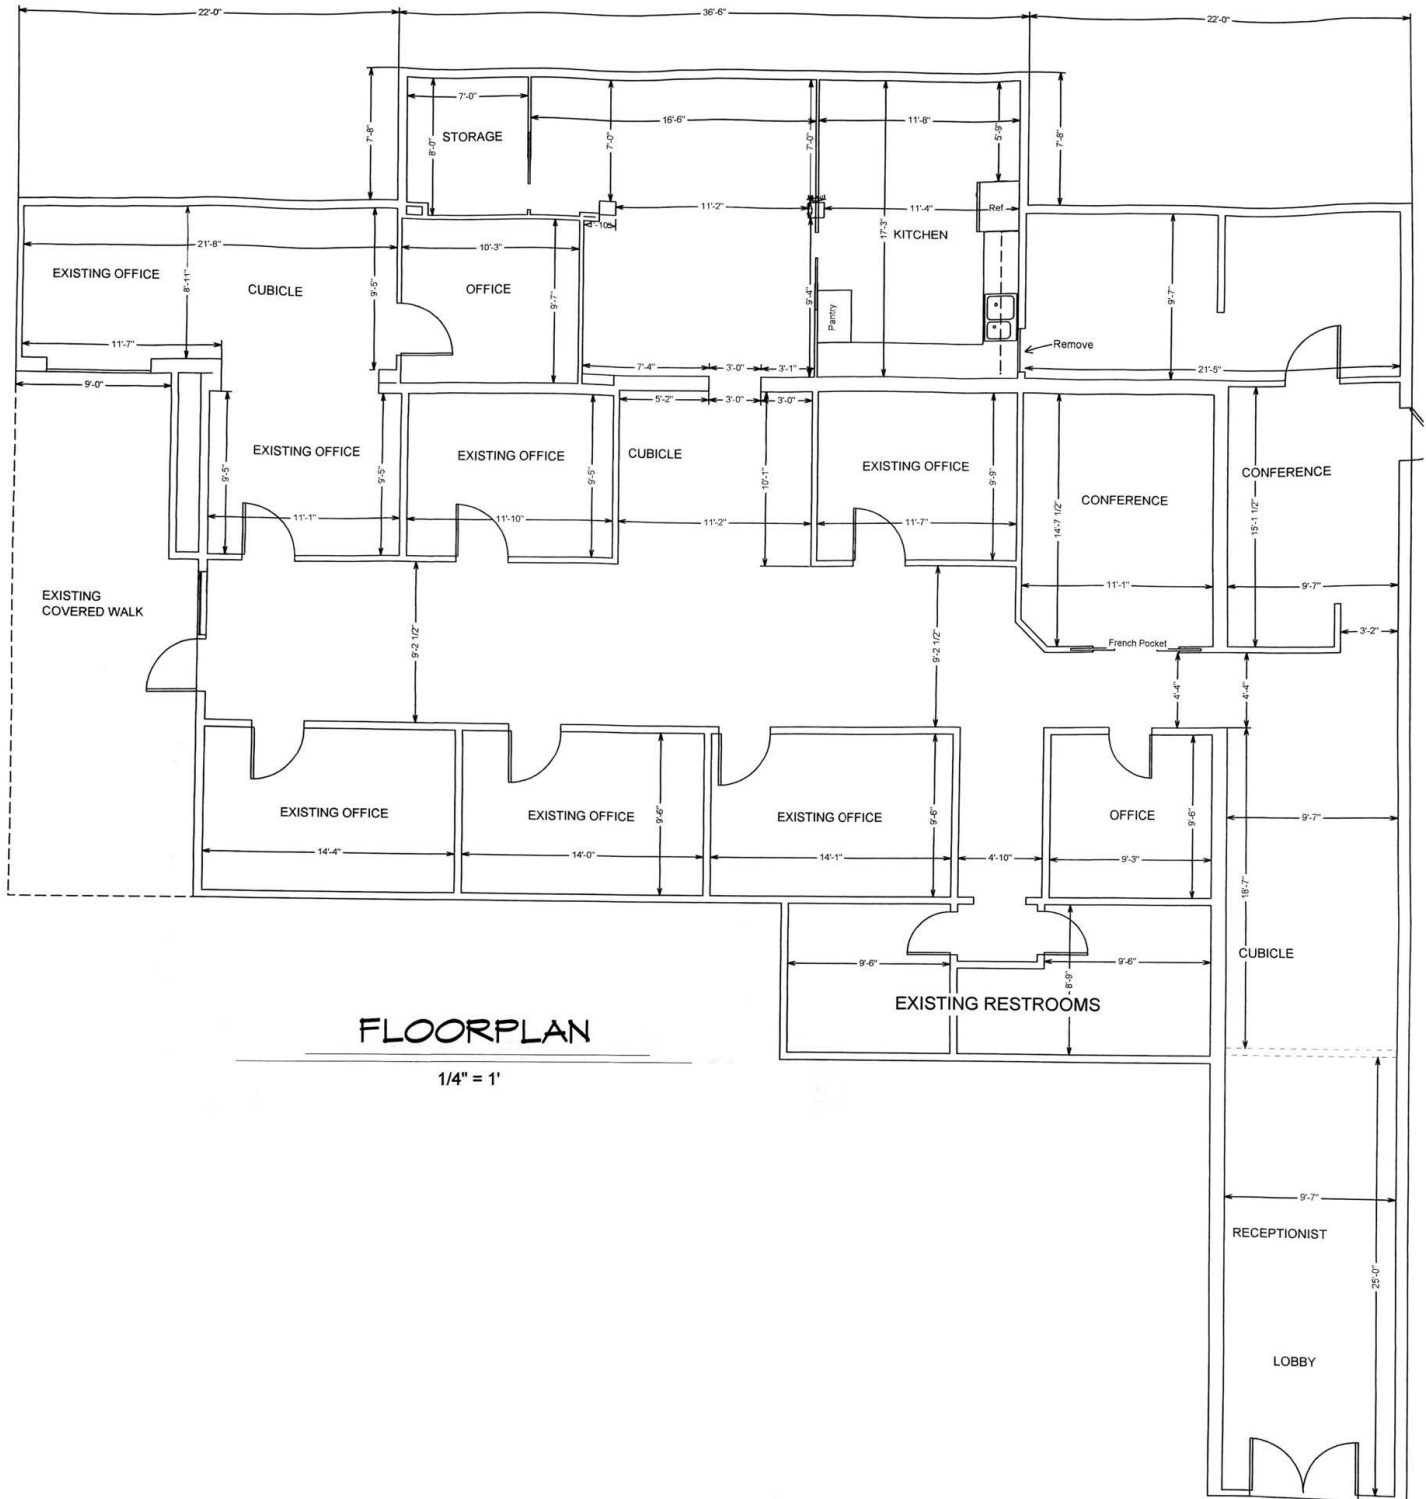 22'-0"
36'-6"
22'-0"
7'-8"
7'-0"
8'-0"
STORAGE
16'-6"
7'-0"
7'-0"
11'-8"
5'-9"
7'-8"
11'-2"
11'-4"
Ref
21'-8"
8'-11"
9'-5"
EXISTING OFFICE
CUBICLE
10'-3"
OFFICE
9'-7"
9'-4"
17'-3"
KITCHEN
Pantry
9'-7"
Remove
11'-7"
9'-0"
7'-4"
3'-0"
3'-1"
21'-5"
5'-2"
3'-0"
3'-0"
9'-5"
EXISTING OFFICE
9'-5"
11'-1"
EXISTING OFFICE
9'-5"
11'-10"
CUBICLE
10'-1"
11'-2"
EXISTING OFFICE
9'-9"
11'-7"
CONFERENCE
14'-7 1/2"
11'-1"
CONFERENCE
15'-1 1/2"
9'-7"
EXISTING
COVERED WALK
9'-2 1/2"
9'-2 1/2"
French Pocket
3'-2"
4'-4"
4'-4"
EXISTING OFFICE
14'-4"
EXISTING OFFICE
9'-6"
14'-0"
EXISTING OFFICE
9'-6"
14'-1"
4'-10"
OFFICE
9'-6"
9'-3"
9'-7"
18'-7"
CUBICLE
9'-6"
9'-6"
8'-9"
EXISTING RESTROOMS
FLOORPLAN
1/4" = 1'
9'-7"
RECEPTIONIST
25'-0"
LOBBY